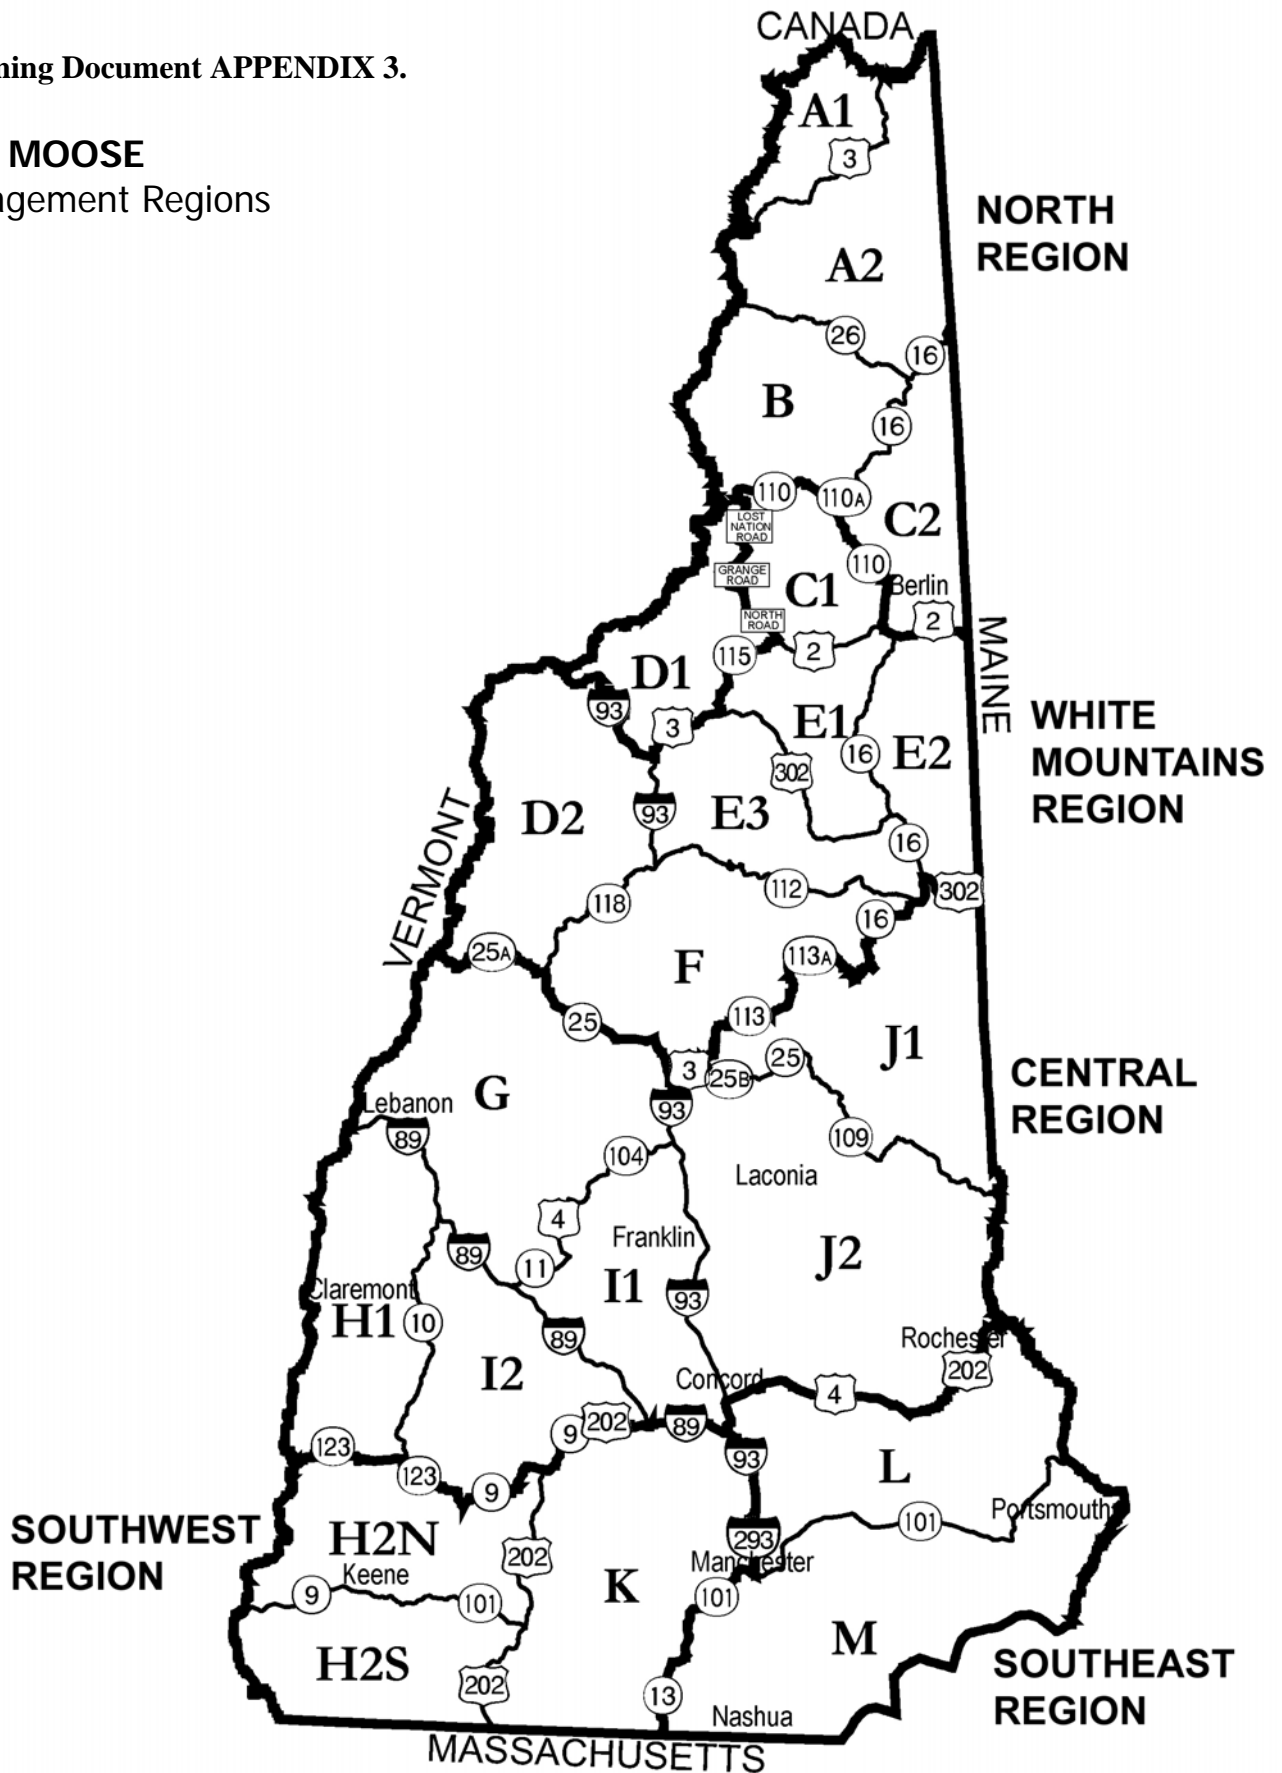 CANADA
ning Document APPENDIX 3.
A1
MOOSE
3
agement Regions
NORTH
REGION
A2
26
16
B
16
110
110A
LOST
NATION
ROAD
C2
110
GRANGE
ROAD
C1
Berlin
NORTH
ROAD
2
MAINE
115
2
D1
93
3
E1
WHITE
MOUNTAINS
REGION
16
E2
302
93
E3
D2
VERMONT
16
302
112
118
16
25A
113A
F
113
25
J1
25
3
25B
CENTRAL
REGION
G
93
Lebanon
89
109
104
Laconia
4
Franklin
89
11
J2
I1
Claremont
93
H1
10
89
Rochester
I2
Concord
202
4
202
9
89
123
93
L
123
9
Portsmouth
SOUTHWEST
REGION
H2N
101
293
202
Manchester
Keene
K
9
101
101
M
H2S
SOUTHEAST
REGION
202
13
Nashua
MASSACHUSETTS